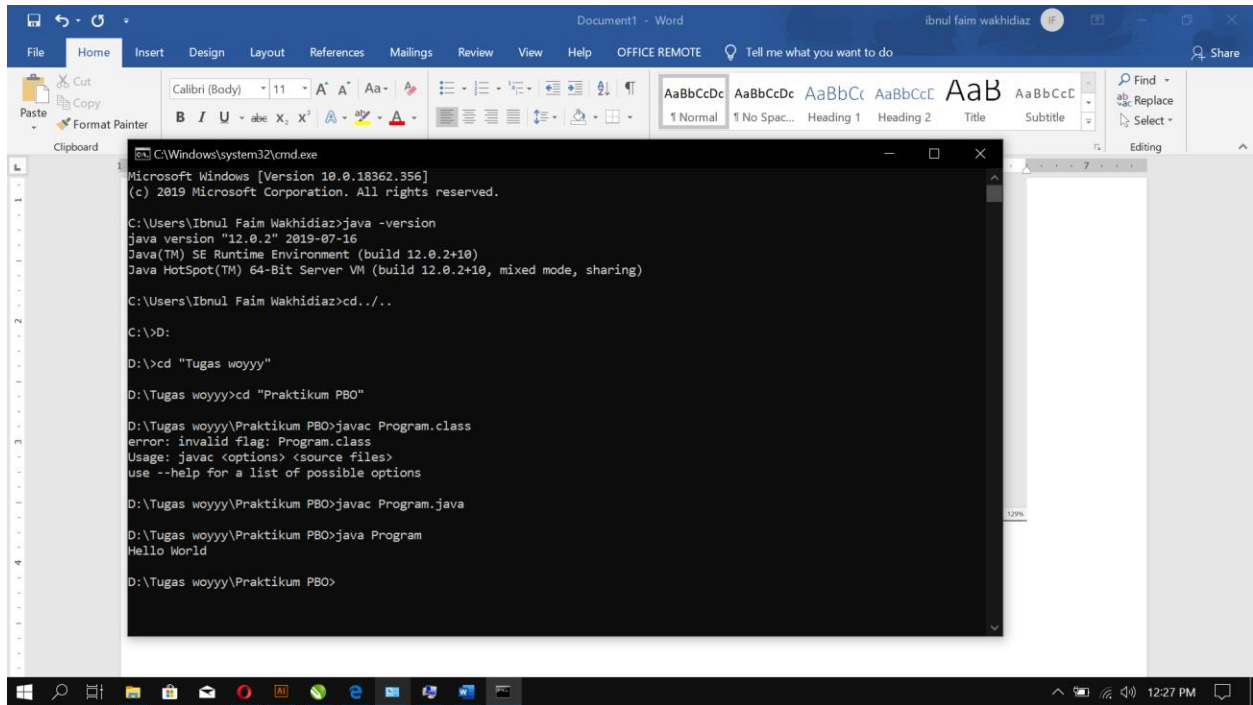 Document1 - Word
ibnul faim wakhidiaz
IF
File Home Insert Design Layout References Mailings Review View Help OFFICE REMOTE Tell me what you want to do Share
Cut
Copy
Paste
Format Painter
Clipboard
Calibri (Body) 11
AaBbCcDc AaBbCcDc AaBbCc AaBbCcD AaB AaBbCcD
¶ Normal ¶ No Spac... Heading 1 Heading 2 Title Subtitle
Find
Replace
Select
Editing
C:\Windows\system32\cmd.exe
Microsoft Windows [Version 10.0.18362.356]
(c) 2019 Microsoft Corporation. All rights reserved.
C:\Users\Ibnul Faim Wakhidiaz>java -version
java version "12.0.2" 2019-07-16
Java(TM) SE Runtime Environment (build 12.0.2+10)
Java HotSpot(TM) 64-Bit Server VM (build 12.0.2+10, mixed mode, sharing)
C:\Users\Ibnul Faim Wakhidiaz>cd../..
C:\>D:
D:\>cd "Tugas woyyy"
D:\Tugas woyyy>cd "Praktikum PBO"
D:\Tugas woyyy\Praktikum PBO>javac Program.class
error: invalid flag: Program.class
Usage: javac <options> <source files>
use --help for a list of possible options
D:\Tugas woyyy\Praktikum PBO>javac Program.java
D:\Tugas woyyy\Praktikum PBO>java Program
Hello World
D:\Tugas woyyy\Praktikum PBO>
129%
12:27 PM